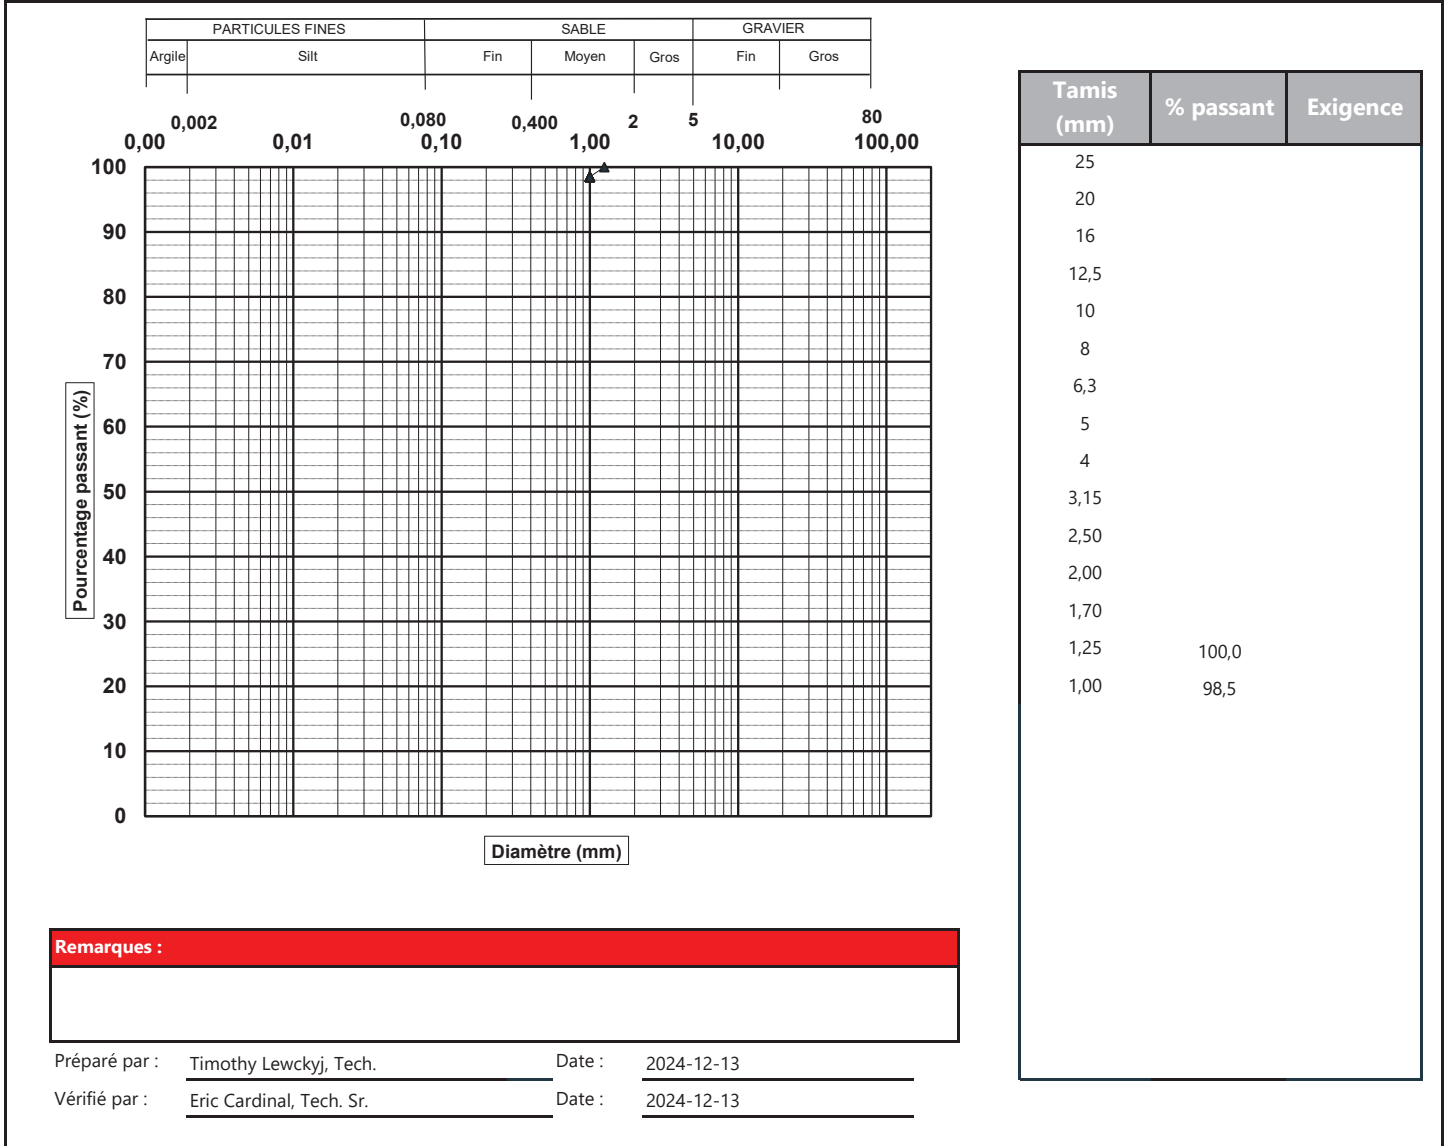 PARTICULES FINES SABLE GRAVIER
Argile Silt Fin Moyen Gros Fin Gros
0,002 0,080 0,400 2 5 80
0,00 0,01 0,10 1,00 10,00 100,00
100
90
80
70
60
50
40
30
20
10
0
Pourcentage passant (%)
Diamètre (mm)
Tamis (mm) % passant Exigence
25
20
16
12,5
10
8
6,3
5
4
3,15
2,50
2,00
1,70
1,25 100,0
1,00 98,5
Remarques :
Préparé par : Timothy Lewckyj, Tech. Date : 2024-12-13
Vérifié par : Eric Cardinal, Tech. Sr. Date : 2024-12-13